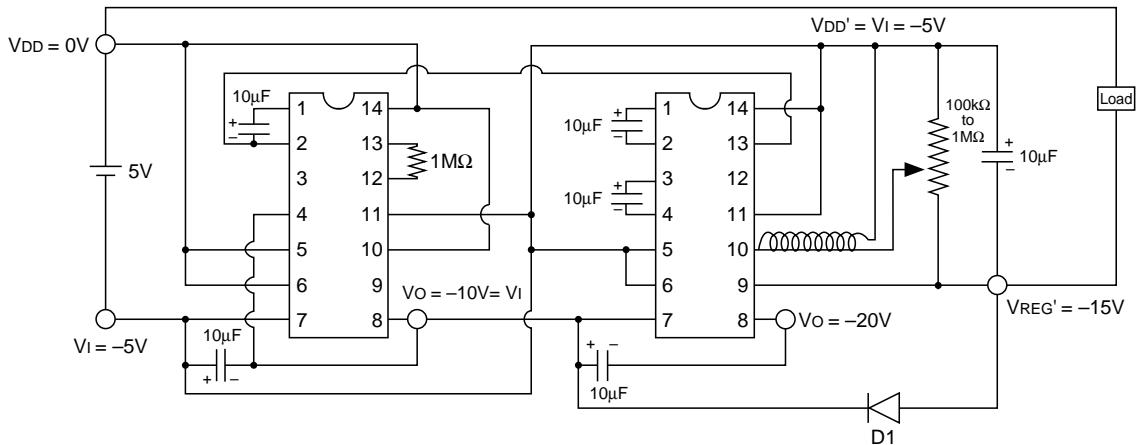 VDD = 0V
VDD' = VI = –5V
5V
VI = –5V
10μF
+
–
1
2
3
4
5
6
7
14
13
12
11
10
9
8
1MΩ
10μF
+ –
VO = –10V= VI
10μF
+
–
10μF
+
–
1
2
3
4
5
6
7
14
13
12
11
10
9
8
+ –
10μF
VO = –20V
100kΩ
to
1MΩ
+
10μF
–
Load
VREG' = –15V
D1